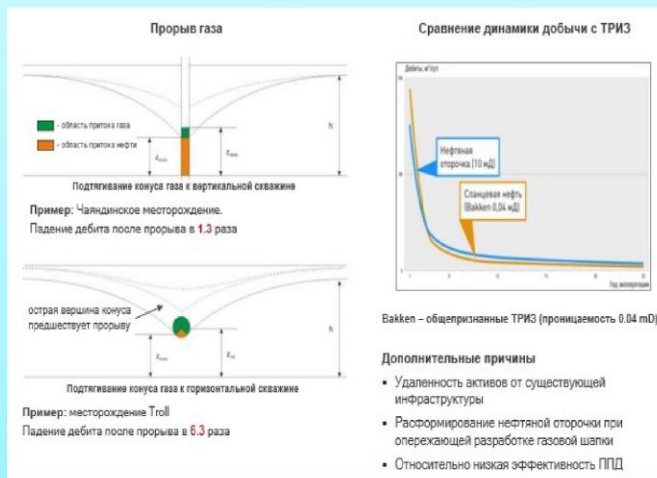 Прорыв газа
- область притока газа
- область притока нефти
h
Подтягивание конуса газа к вертикальной скважине
Пример: Чаяндинское месторождение.
Падение дебита после прорыва в 1.3 раза
острая вершина конуса
предшествует прорыву
h
Подтягивание конуса газа к горизонтальной скважине
Пример: месторождение Troll
Падение дебита после прорыва в 6.3 раза
Сравнение динамики добычи с ТРИЗ
Нефтяная
оторочка (10 мД)
Сланцевая нефть
(Bakken 0,04 мД)
Год эксплуатации
Bakken – общепризнанные ТРИЗ (проницаемость 0.04 mD)
Дополнительные причины
▪ Удаленность активов от существующей
инфраструктуры
▪ Расформирование нефтяной оторочки при
опережающей разработке газовой шапки
▪ Относительно низкая эффективность ППД